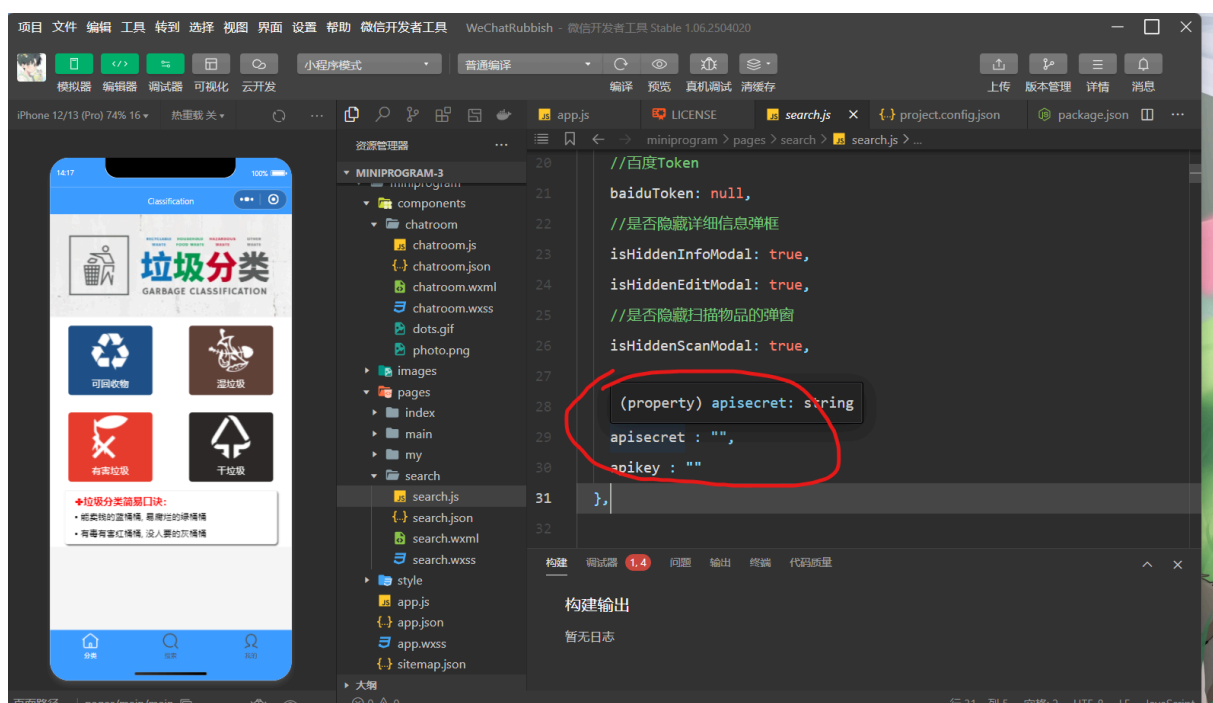 项目 文件 编辑 工具 转到 选择 视图 界面 设置 帮助 微信开发者工具 WeChatRubbish - 微信开发者工具 Stable 1.06.2504020
小程序模式 普通编译
模拟器 编辑器 调试器 可视化 云开发 编译 预览 真机调试 清缓存 上传 版本管理 详情 消息
iPhone 12/13 (Pro) 74% 16 热重载 关
app.js LICENSE search.js project.config.json package.json
miniprogram > pages > search > search.js > ...
资源管理器
MINIPROGRAM-3
miniprogram
components
chatroom
chatroom.js
chatroom.json
chatroom.wxml
chatroom.wxss
dots.gif
photo.png
images
pages
index
main
my
search
search.js
search.json
search.wxml
search.wxss
style
app.js
app.json
app.wxss
sitemap.json
大纲
14:17 100%
Classification
垃圾分类
GARBAGE CLASSIFICATION
可回收物 湿垃圾
有害垃圾 干垃圾
垃圾分类简易口诀:
• 能卖钱的蓝桶桶, 易腐烂的绿桶桶
• 有毒有害红桶桶, 没人要的灰桶桶
分类
20 //百度Token
21 baiduToken: null,
22 //是否隐藏详细信息弹框
23 isHiddenInfoModal: true,
24 isHiddenEditModal: true,
25 //是否隐藏扫描物品的弹窗
26 isHiddenScanModal: true,
27
28 (property) apisecret: string
29 apisecret : "",
30 apikey : ""
31 },
32
构建 调试器 1, 4 问题 输出 终端 代码质量
构建输出
暂无日志